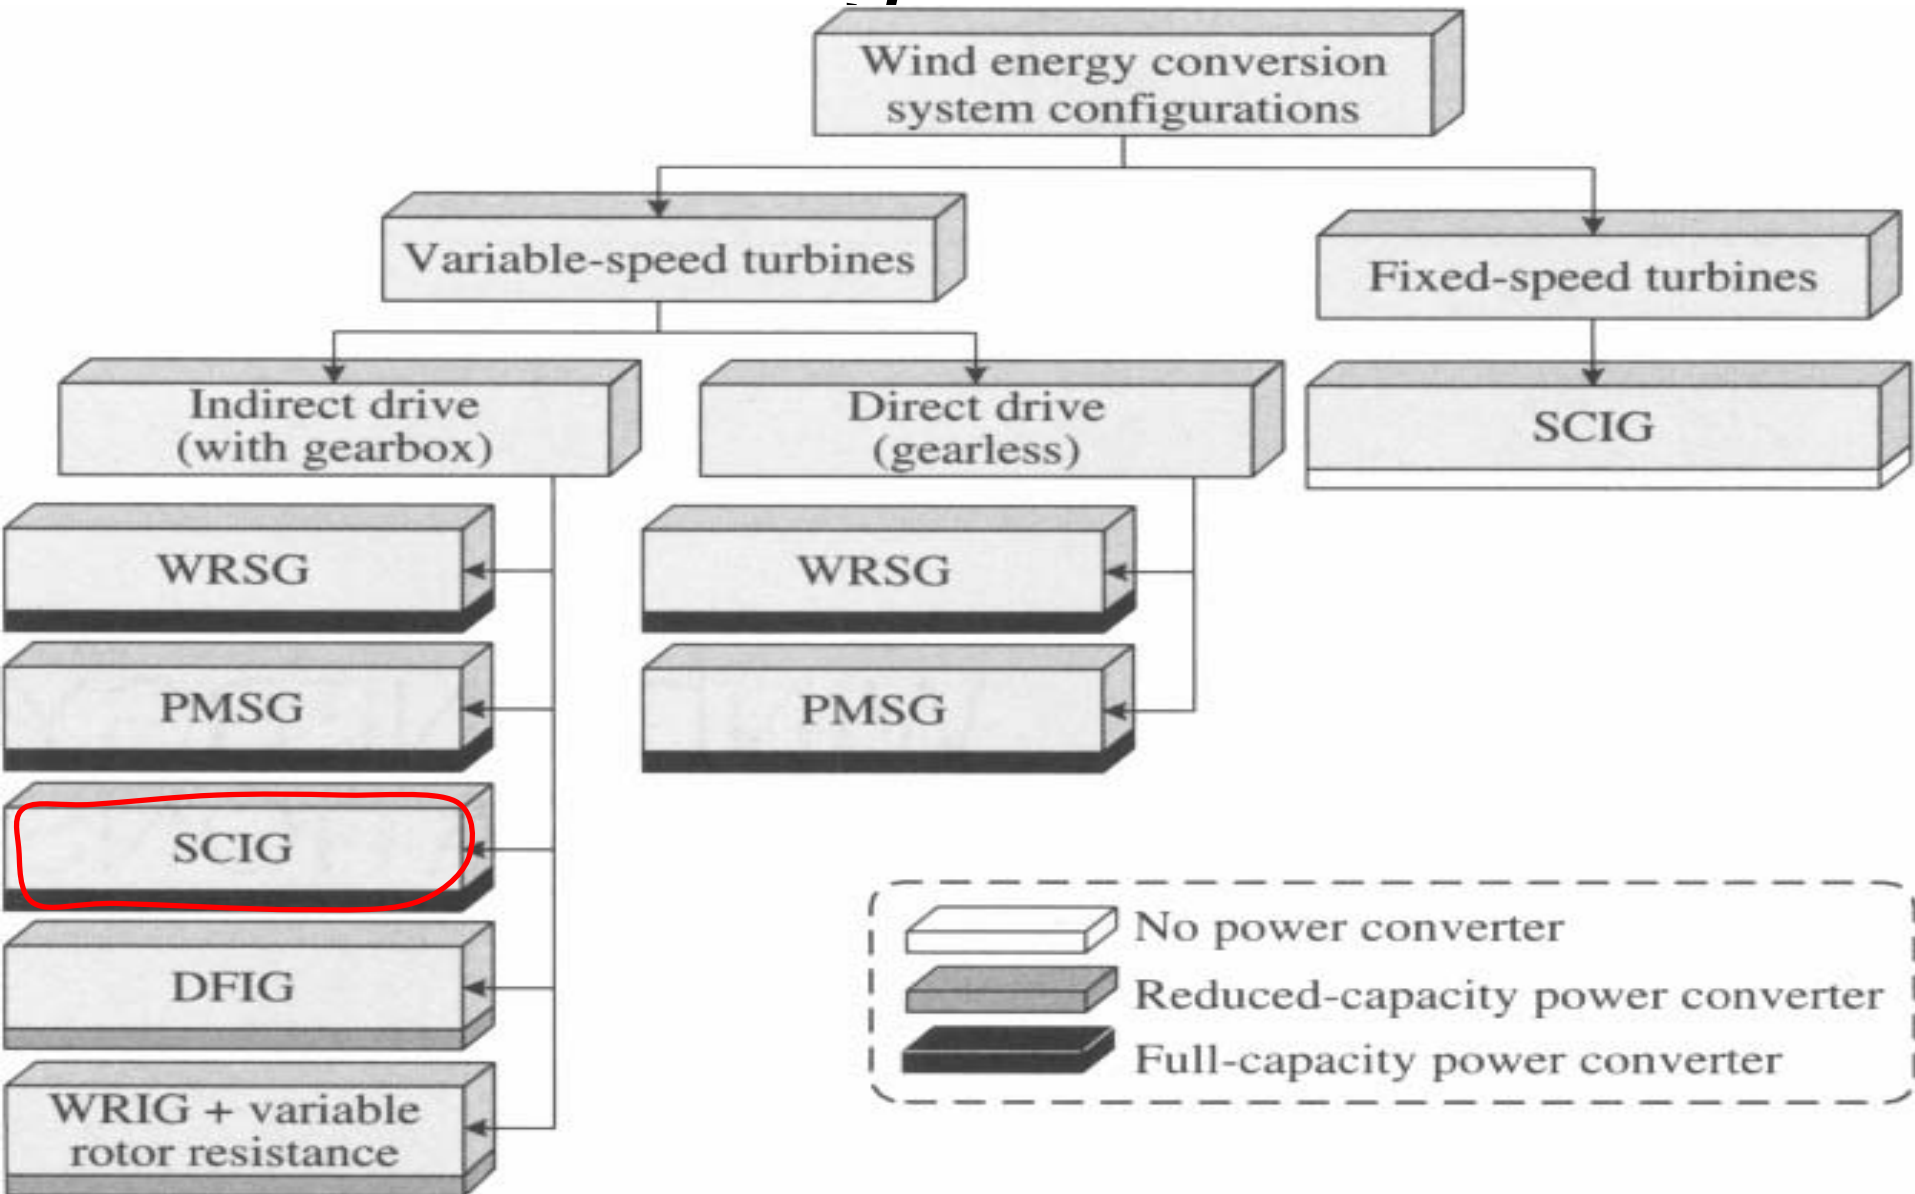 Wind energy conversion
system configurations
Variable-speed turbines
Fixed-speed turbines
Indirect drive
(with gearbox)
Direct drive
(gearless)
SCIG
WRSG
WRSG
PMSG
PMSG
SCIG
DFIG
WRIG + variable
rotor resistance
No power converter
Reduced-capacity power converter
Full-capacity power converter